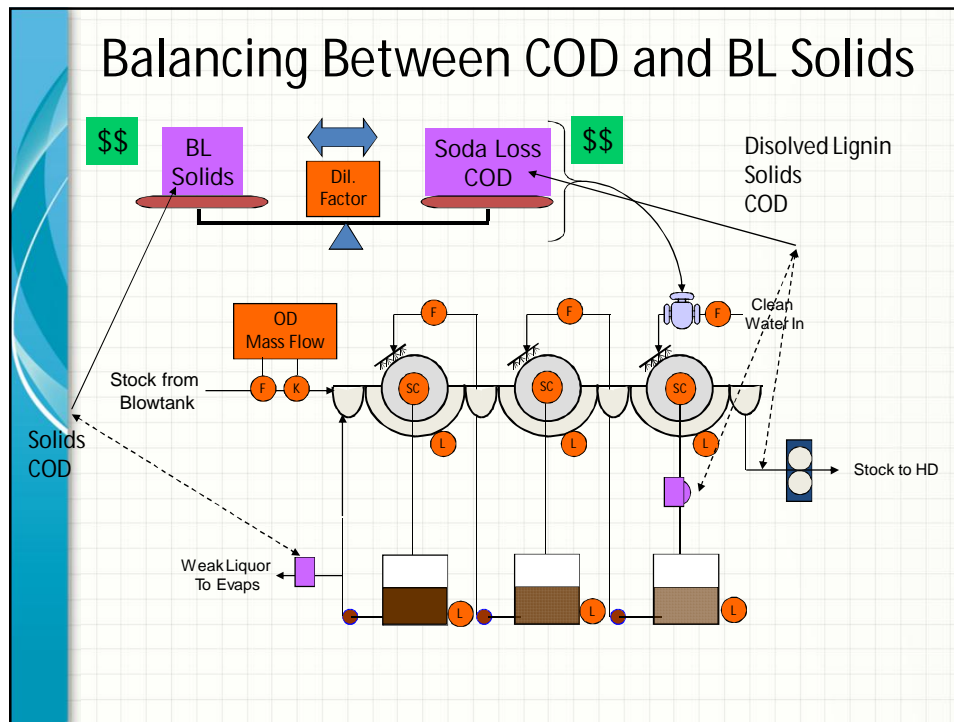 Balancing Between COD and BL Solids
$$
BL
Solids
Dil.
Factor
Soda Loss
COD
$$
Disolved Lignin
Solids
COD
OD
Mass Flow
F
F
F
Clean
Water In
Stock from
Blowtank
F
K
SC
SC
SC
L
L
L
Solids
COD
Stock to HD
Weak Liquor
To Evaps
L
L
L